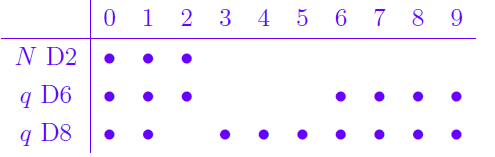 0 1 2 3 4 5 6 7 8 9
N D2 • • •
q D6 • • • • • • •
q D8 • • • • • • • • •